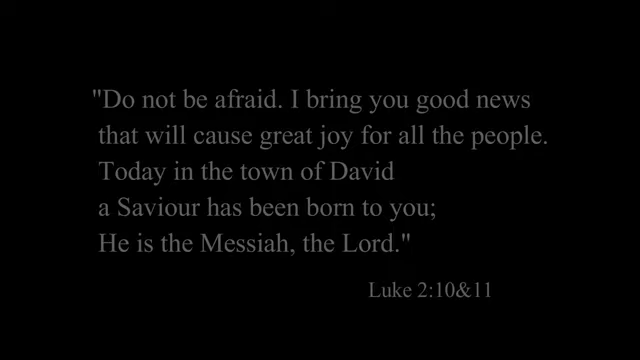 "Do not be afraid. I bring you good news
that will cause great joy for all the people.
Today in the town of David
a Saviour has been born to you;
He is the Messiah, the Lord."
Luke 2:10&11